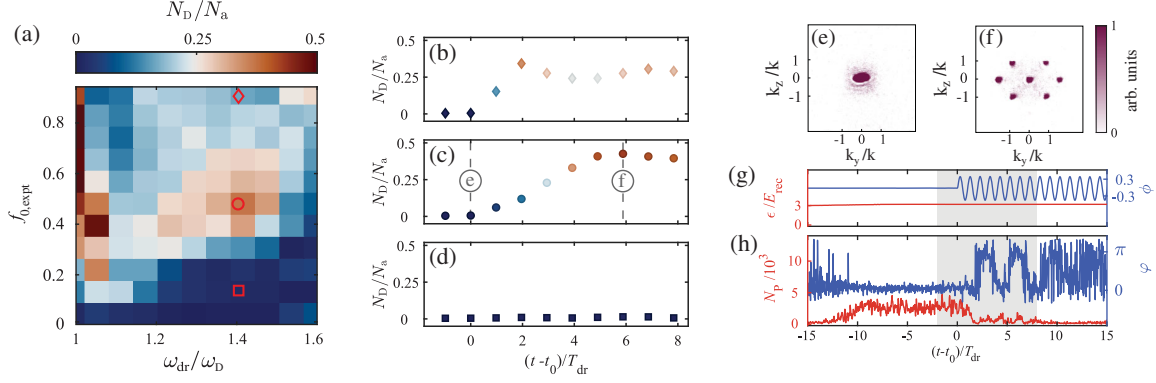 N_D/N_a
(a)
0 0.25 0.5
f_0,expt
0.8
0.6
0.4
0.2
0
1 1.2 1.4 1.6
ω_dr/ω_D
(b)
N_D/N_a
0.5
0.25
0
(c)
N_D/N_a
0.5
0.25
0
e
f
(d)
N_D/N_a
0.5
0.25
0
0 2 4 6 8
(t -t_0)/T_dr
(e)
k_z/k
1
0
-1
-1 0 1
k_y/k
(f)
k_z/k
1
0
-1
-1 0 1
k_y/k
1
0
arb. units
(g)
ϵ/E_rec
3
0
0.3
-0.3
ϕ
(h)
N_P/10^3
10
5
0
π
0
φ
-15 -10 -5 0 5 10 15
(t-t_0)/T_dr